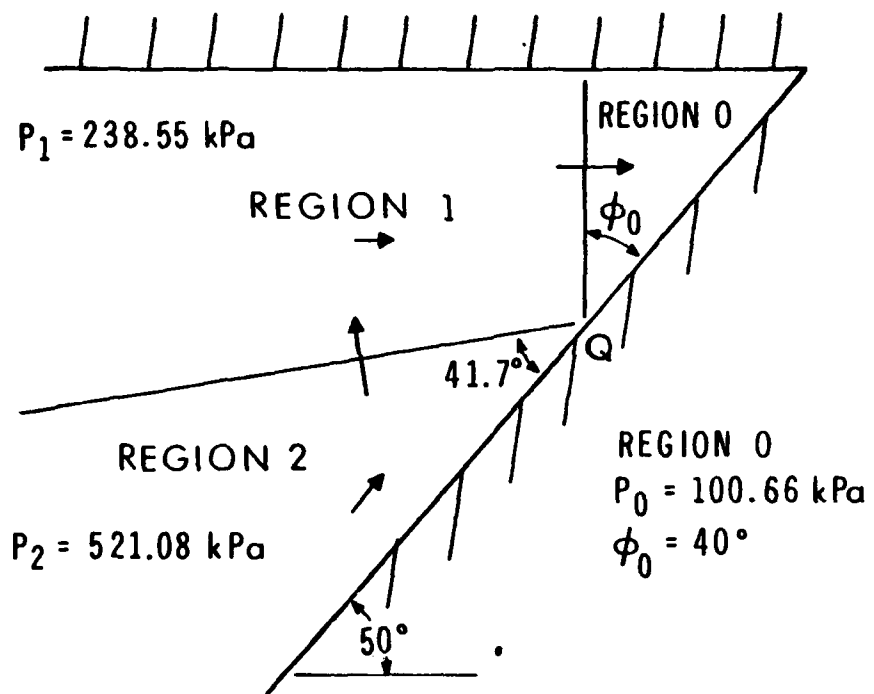 REGION 0
P₁ = 238.55 kPa
REGION 1
ϕ₀
Q
41.7°
REGION 2
REGION 0
P₀ = 100.66 kPa
P₂ = 521.08 kPa
ϕ₀ = 40°
50°